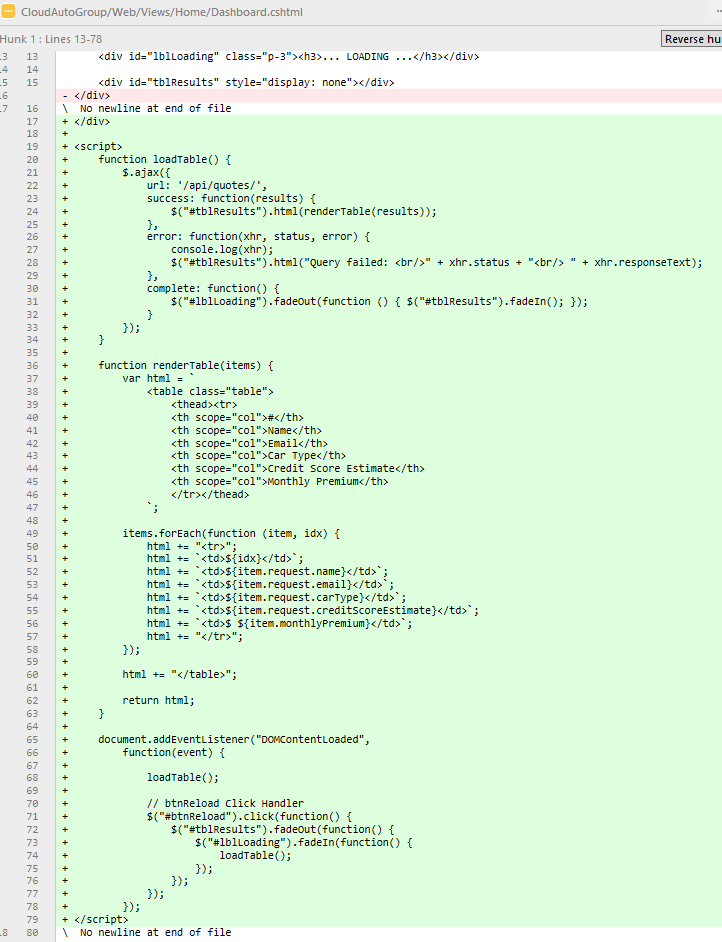 CloudAutoGroup/Web/Views/Home/Dashboard.cshtml
Hunk 1 : Lines 13-78 Reverse hu
13 13 <div id="lblLoading" class="p-3"><h3>... LOADING ...</h3></div>
14 14
15 15 <div id="tblResults" style="display: none"></div>
16 - </div>
17 16 \ No newline at end of file
17 + </div>
18 +
19 + <script>
20 + function loadTable() {
21 + $.ajax({
22 + url: '/api/quotes/',
23 + success: function(results) {
24 + $("#tblResults").html(renderTable(results));
25 + },
26 + error: function(xhr, status, error) {
27 + console.log(xhr);
28 + $("#tblResults").html("Query failed: <br/>" + xhr.status + "<br/> " + xhr.responseText);
29 + },
30 + complete: function() {
31 + $("#lblLoading").fadeOut(function () { $("#tblResults").fadeIn(); });
32 + }
33 + });
34 + }
35 +
36 + function renderTable(items) {
37 + var html = `
38 + <table class="table">
39 + <thead><tr>
40 + <th scope="col">#</th>
41 + <th scope="col">Name</th>
42 + <th scope="col">Email</th>
43 + <th scope="col">Car Type</th>
44 + <th scope="col">Credit Score Estimate</th>
45 + <th scope="col">Monthly Premium</th>
46 + </tr></thead>
47 + `;
48 +
49 + items.forEach(function (item, idx) {
50 + html += "<tr>";
51 + html += `<td>${idx}</td>`;
52 + html += `<td>${item.request.name}</td>`;
53 + html += `<td>${item.request.email}</td>`;
54 + html += `<td>${item.request.carType}</td>`;
55 + html += `<td>${item.request.creditScoreEstimate}</td>`;
56 + html += `<td>$ ${item.monthlyPremium}</td>`;
57 + html += "</tr>";
58 + });
59 +
60 + html += "</table>";
61 +
62 + return html;
63 + }
64 +
65 + document.addEventListener("DOMContentLoaded",
66 + function(event) {
67 +
68 + loadTable();
69 +
70 + // btnReload Click Handler
71 + $("#btnReload").click(function() {
72 + $("#tblResults").fadeOut(function() {
73 + $("#lblLoading").fadeIn(function() {
74 + loadTable();
75 + });
76 + });
77 + });
78 + });
79 + </script>
18 80 \ No newline at end of file